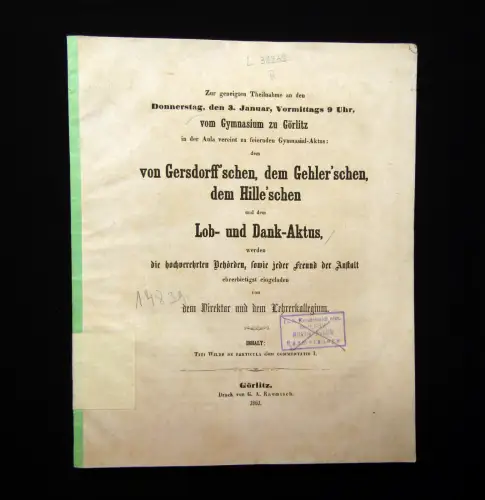 Zur geneigten Theilnahme an den
Donnerstag, den 3. Januar, Vormittags 9 Uhr,
vom Gymnasium zu Görlitz
in der Aula vereint zu feiernden Gymnasial-Aktus:
dem
von Gersdorff'schen, dem Gehler'schen,
dem Hille'schen
und dem
Lob- und Dank-Aktus,
werden
die hochverehrten Behörden, sowie jeder Freund der Anstalt
ehrerbietigst eingeladen
von
dem Direktor und dem Lehrerkollegium.
INHALT:
DE PARTICULA COMMENTATIO I.
Görlitz.
Druck von G. A.